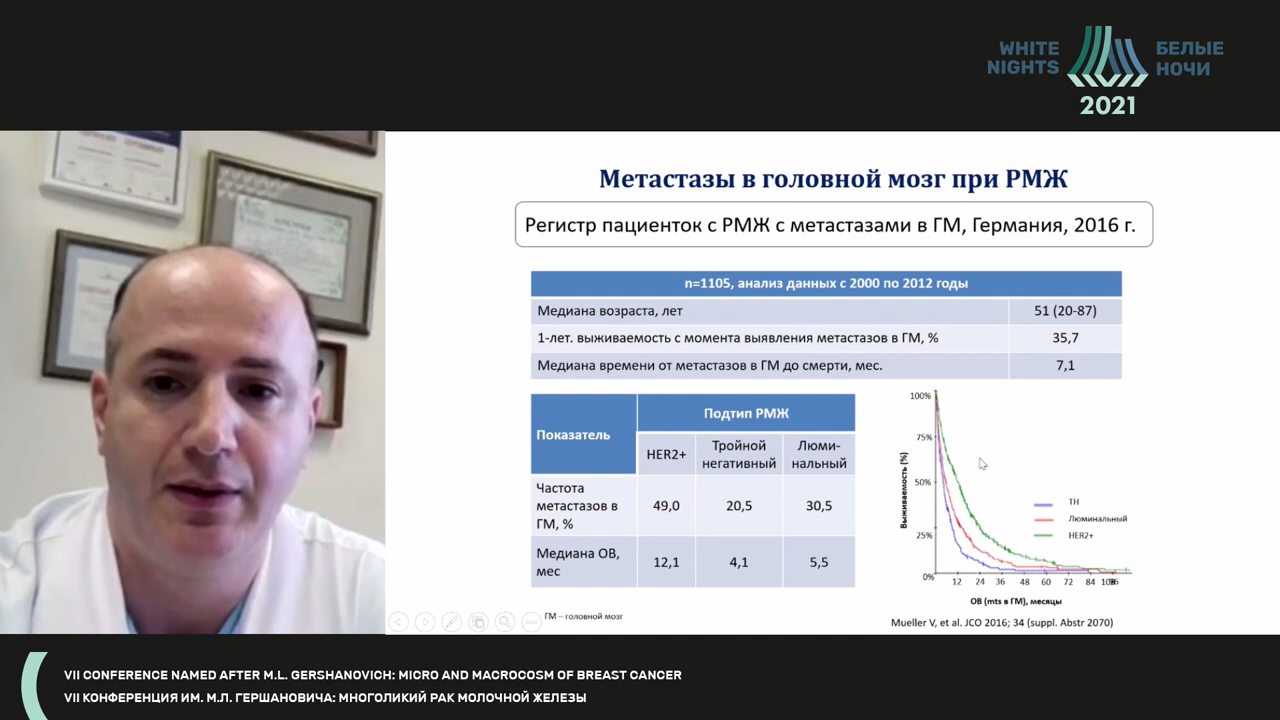 WHITE NIGHTS
БЕЛЫЕ НОЧИ
2021
Метастазы в головной мозг при РМЖ
Регистр пациенток с РМЖ с метастазами в ГМ, Германия, 2016 г.
n=1105, анализ данных с 2000 по 2012 годы
Медиана возраста, лет 51 (20-87)
1-лет. выживаемость с момента выявления метастазов в ГМ, % 35,7
Медиана времени от метастазов в ГМ до смерти, мес. 7,1
Показатель
Подтип РМЖ
HER2+
Тройной
негативный
Люми-
нальный
Частота
метастазов в
ГМ, %
49,0 20,5 30,5
Медиана ОВ,
мес
12,1 4,1 5,5
Выживаемость (%)
100%
75%
50%
25%
0%
ТН
Люминальный
HER2+
12 24 36 48 60 72 84
ОВ (mts в ГМ), месяцы
ГМ – головной мозг
Mueller V, et al. JCO 2016; 34 (suppl. Abstr 2070)
VII CONFERENCE NAMED AFTER M.L. GERSHANOVICH: MICRO AND MACROCOSM OF BREAST CANCER
VII КОНФЕРЕНЦИЯ ИМ. М.Л. ГЕРШАНОВИЧА: МНОГОЛИКИЙ РАК МОЛОЧНОЙ ЖЕЛЕЗЫ